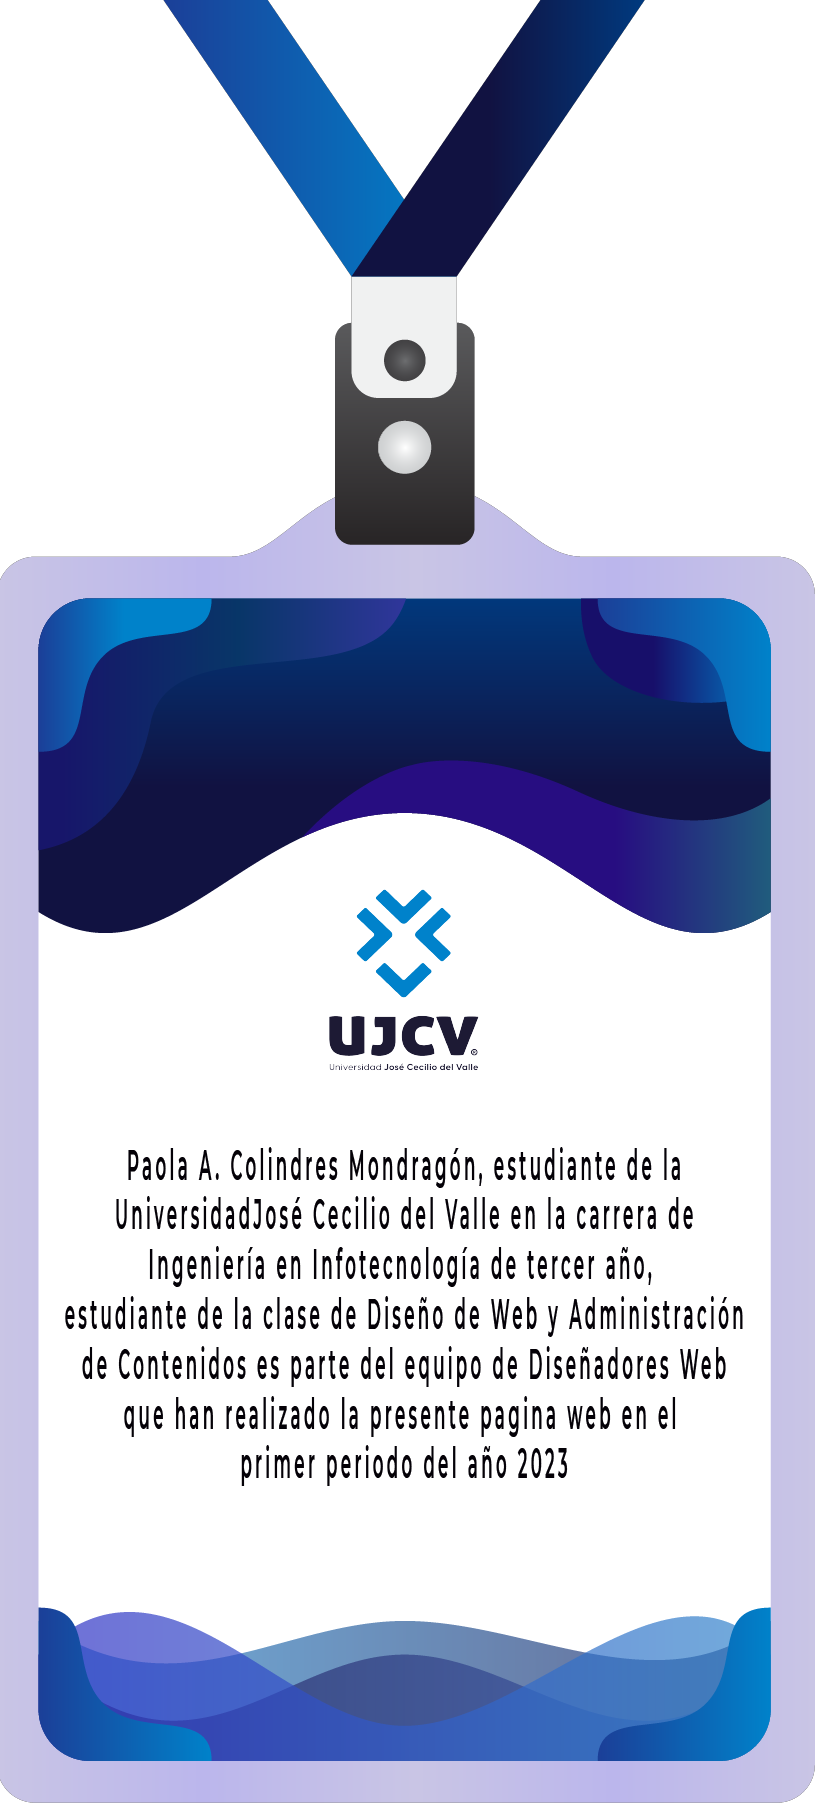 UJCV®
Universidad José Cecilio del Valle
Paola A. Colindres Mondragón, estudiante de la
UniversidadJosé Cecilio del Valle en la carrera de
Ingeniería en Infotecnología de tercer año,
estudiante de la clase de Diseño de Web y Administración
de Contenidos es parte del equipo de Diseñadores Web
que han realizado la presente pagina web en el
primer periodo del año 2023